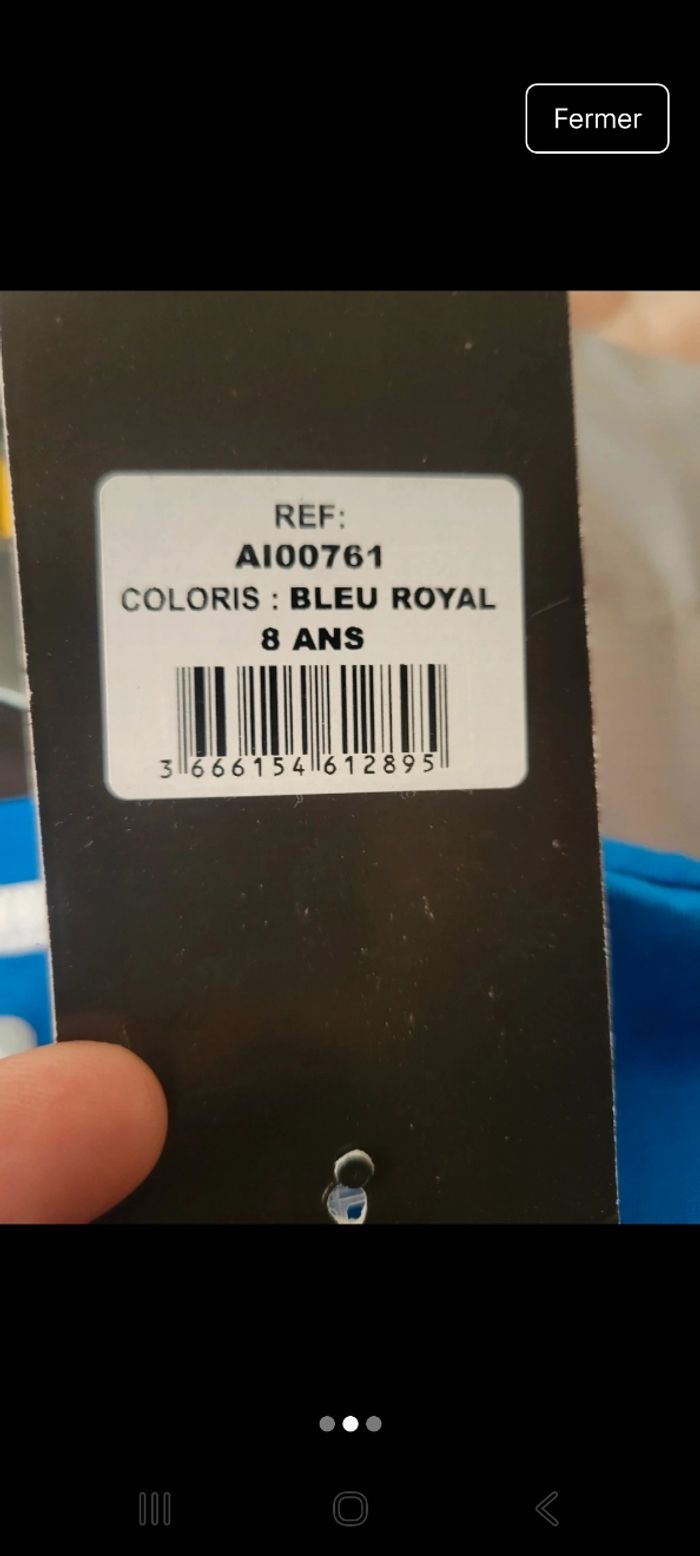 Fermer
REF:
AI00761
COLORIS : BLEU ROYAL
8 ANS
3 666154 612895